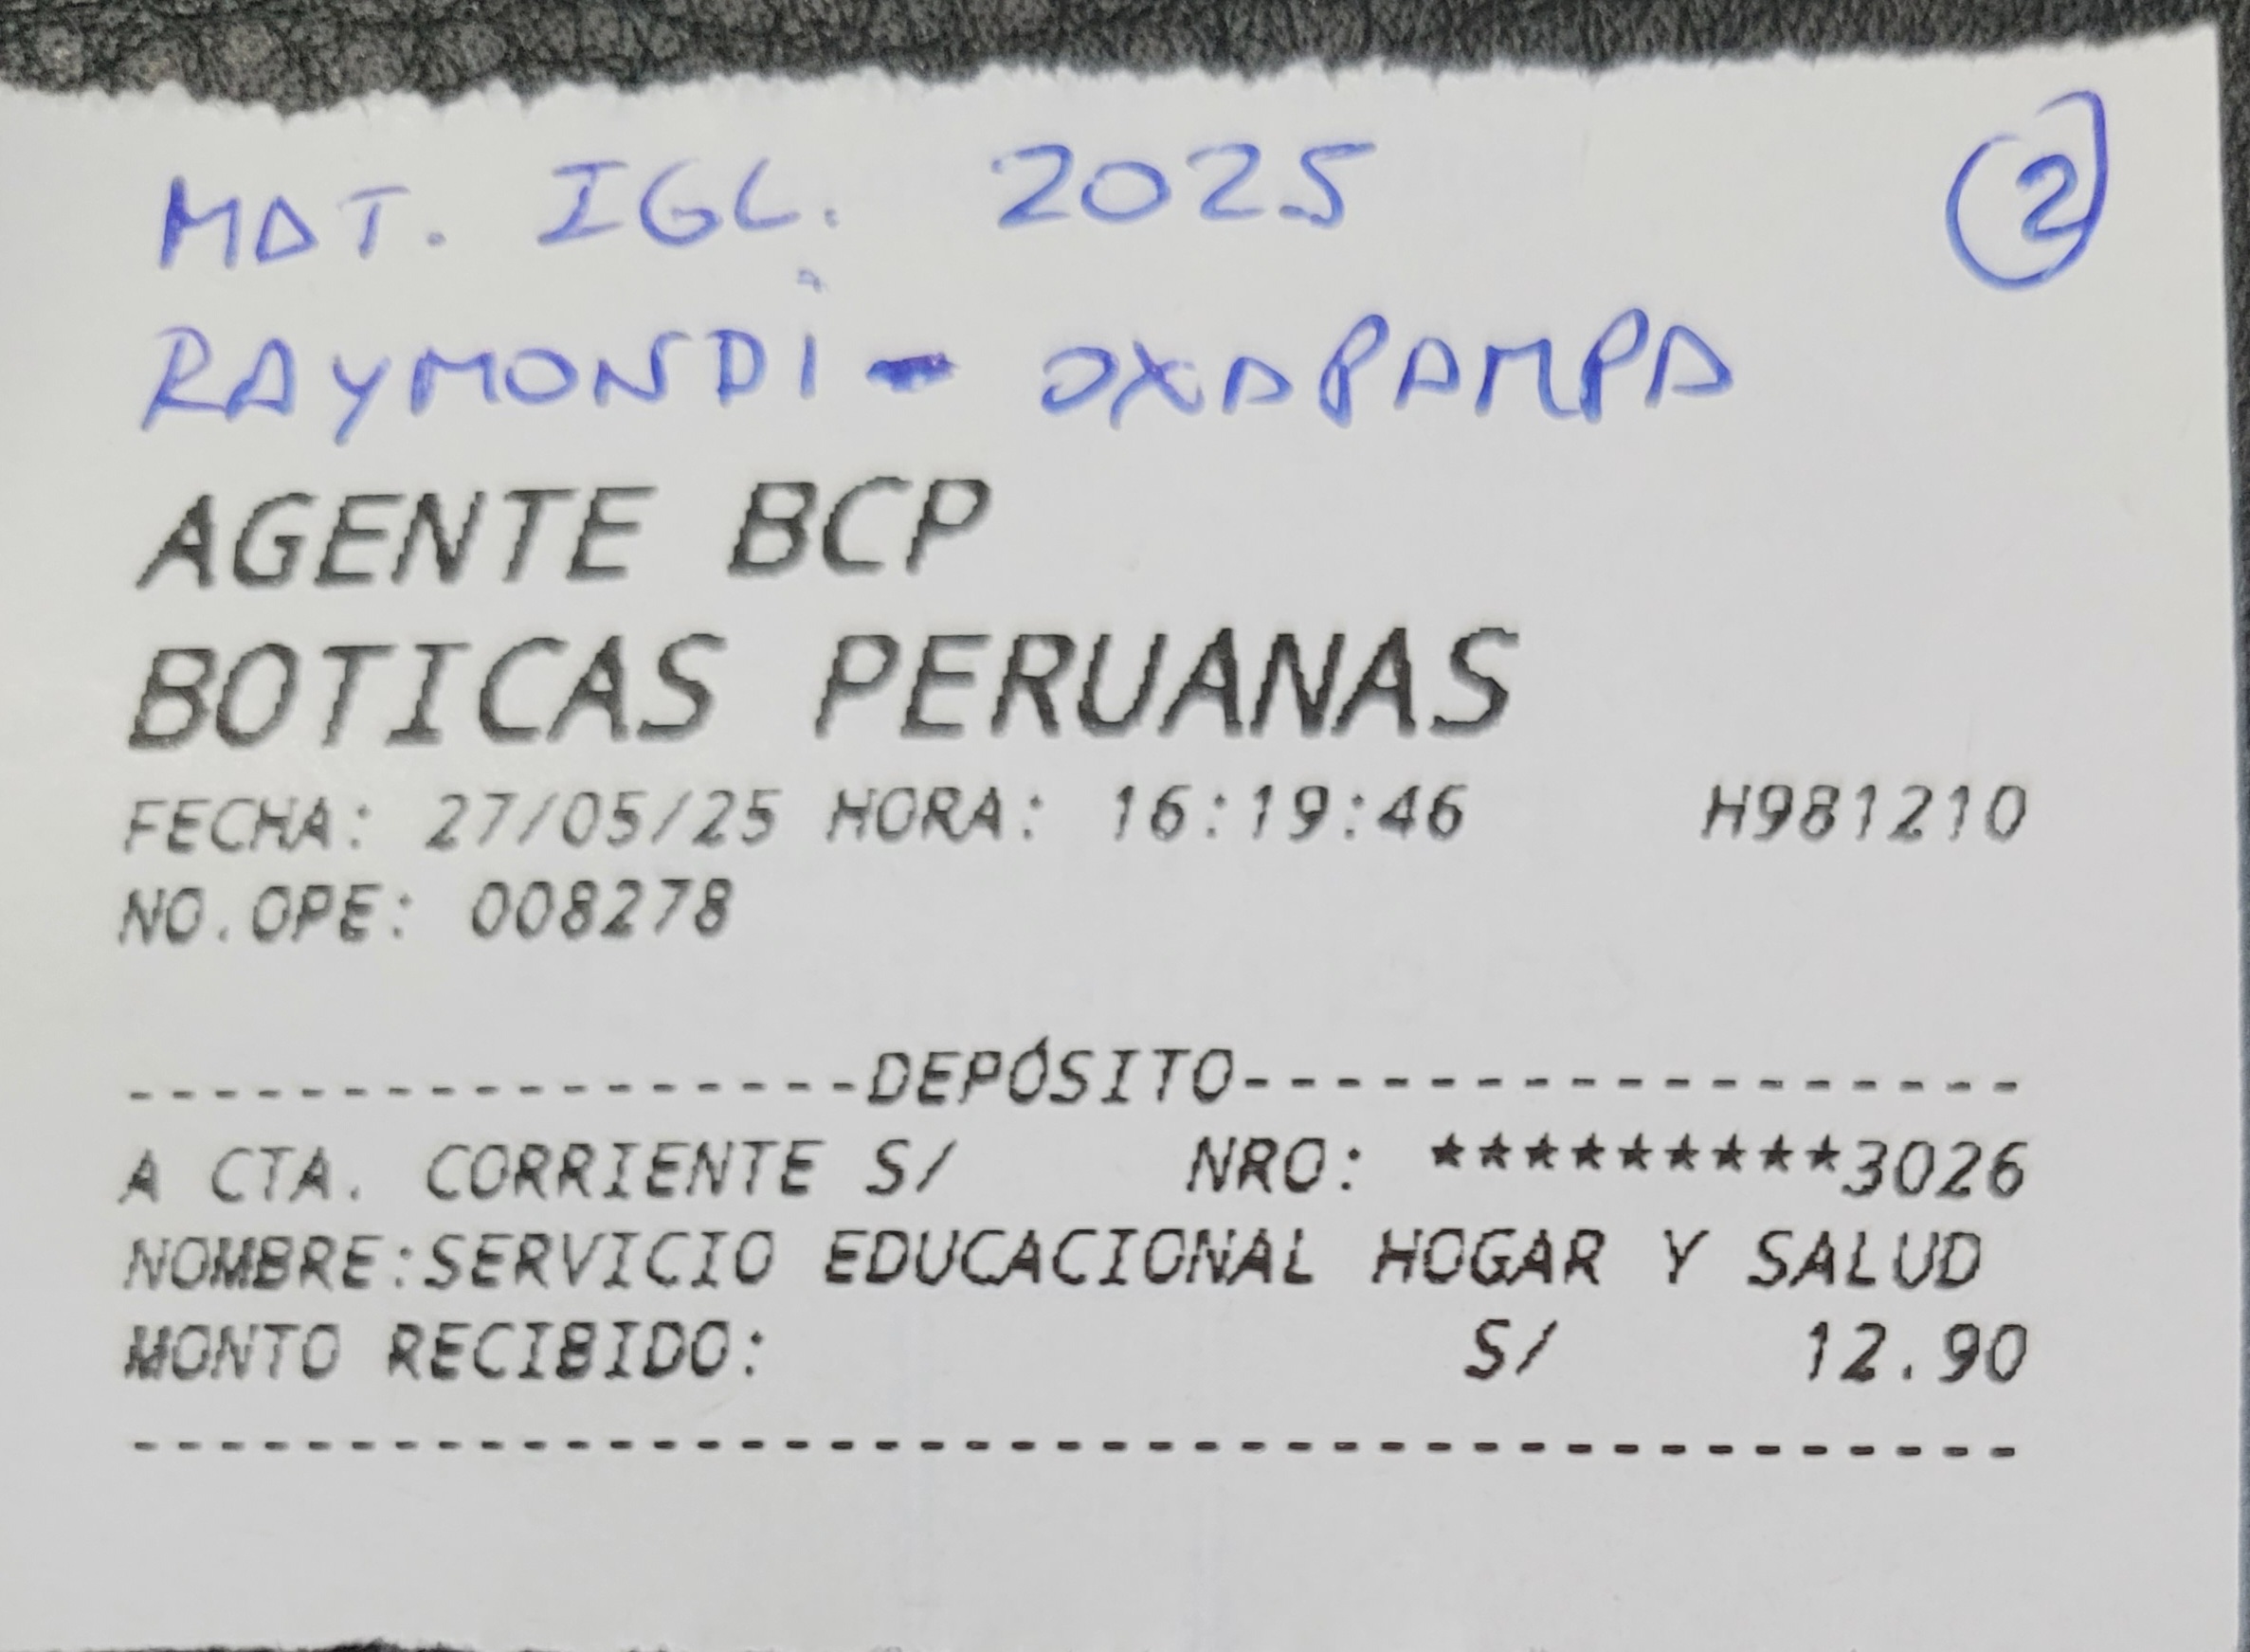 MAT. IGL. 2025 2
RAYMONDI - OXAPAMPA
AGENTE BCP
BOTICAS PERUANAS
FECHA: 27/05/25 HORA: 16:19:46 H981210
NO.OPE: 008278
------------------DEPÓSITO-----------------
A CTA. CORRIENTE S/ NRO: *********3026
NOMBRE:SERVICIO EDUCACIONAL HOGAR Y SALUD
MONTO RECIBIDO: S/ 12.90